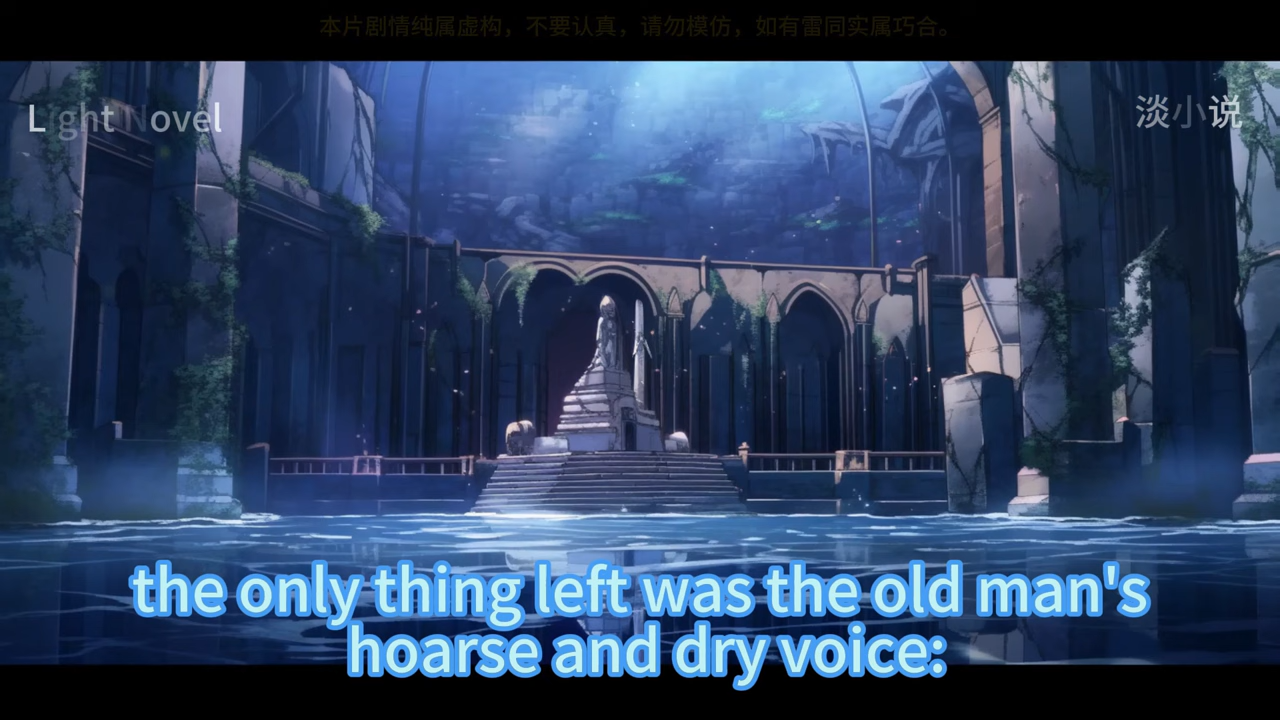 本片剧情纯属虚构，不要认真，请勿模仿，如有雷同实属巧合。
Light Novel
淡小说
the only thing left was the old man's
hoarse and dry voice: